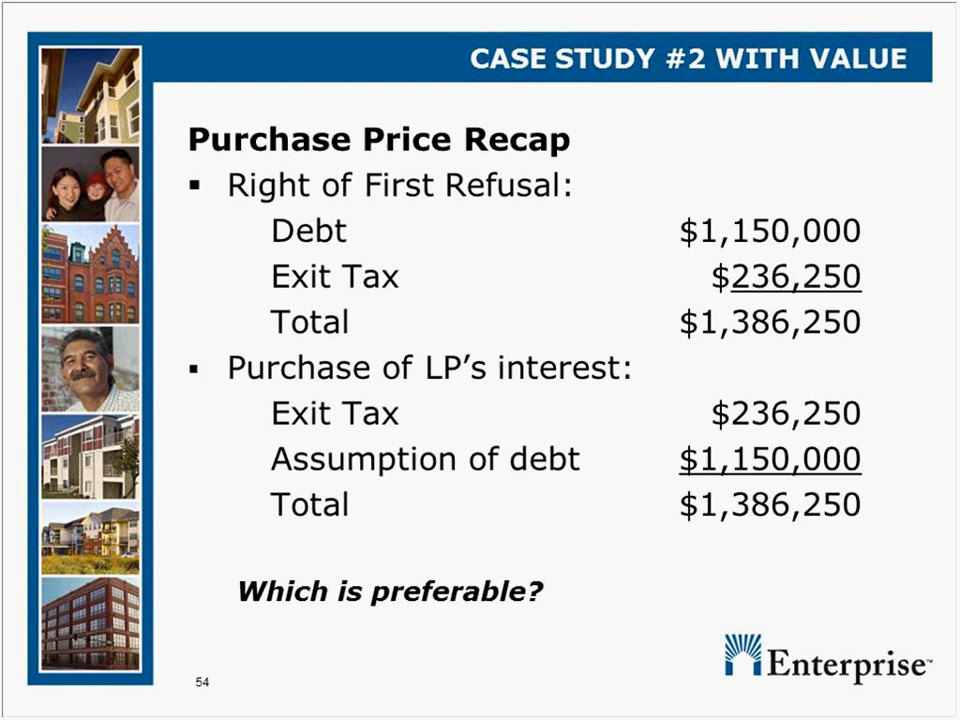 CASE STUDY #2 WITH VALUE
Purchase Price Recap
▪ Right of First Refusal:
Debt $1,150,000
Exit Tax $236,250
Total $1,386,250
▪ Purchase of LP’s interest:
Exit Tax $236,250
Assumption of debt $1,150,000
Total $1,386,250
Which is preferable?
Enterprise™
54